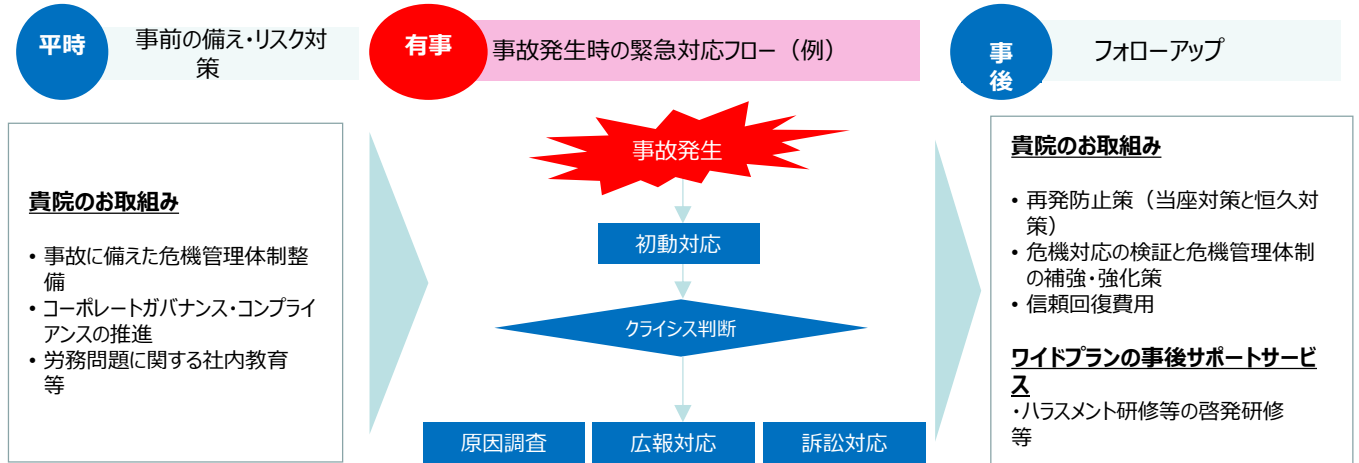 平時
事前の備え・リスク対
策
有事
事故発生時の緊急対応フロー（例）
事
後
フォローアップ
貴院のお取組み
• 事故に備えた危機管理体制整
備
• コーポレートガバナンス・コンプライ
アンスの推進
• 労務問題に関する社内教育
等
事故発生
初動対応
クライシス判断
原因調査
広報対応
訴訟対応
貴院のお取組み
• 再発防止策（当座対策と恒久対
策）
• 危機対応の検証と危機管理体制
の補強・強化策
• 信頼回復費用
ワイドプランの事後サポートサービ
ス
・ハラスメント研修等の啓発研修
等